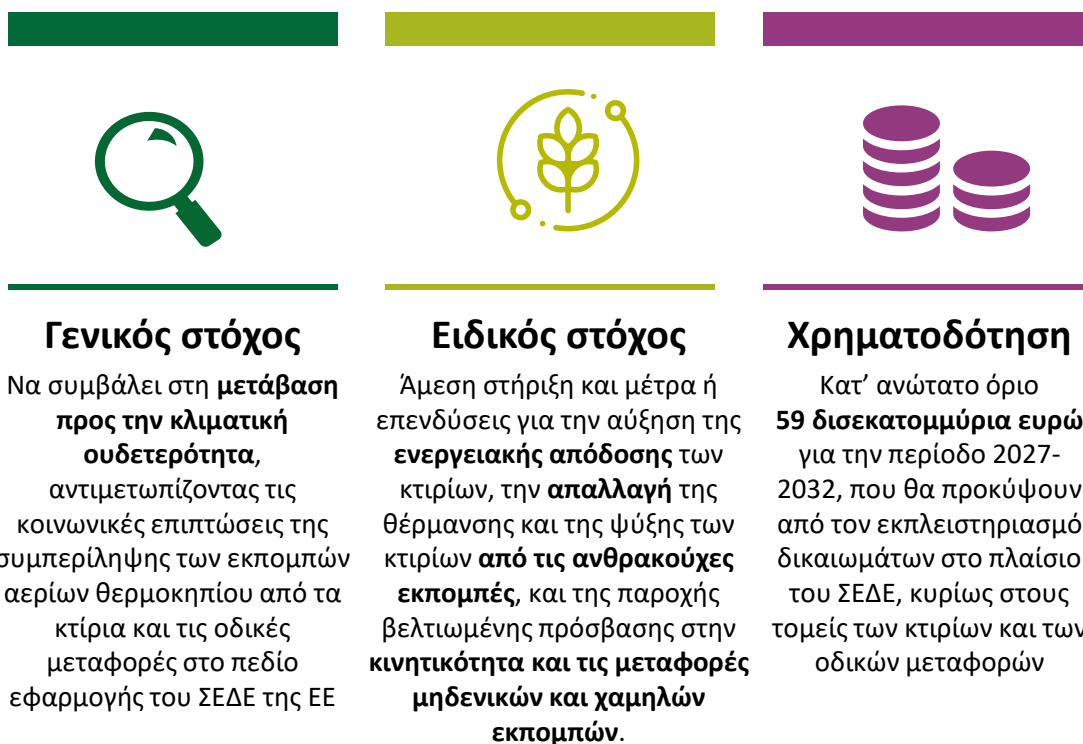 Γενικός στόχος
Να συμβάλει στη μετάβαση
προς την κλιματική
ουδετερότητα,
αντιμετωπίζοντας τις
κοινωνικές επιπτώσεις της
συμπερίληψης των εκπομπών
αερίων θερμοκηπίου από τα
κτίρια και τις οδικές
μεταφορές στο πεδίο
εφαρμογής του ΣΕΔΕ της ΕΕ
Ειδικός στόχος
Άμεση στήριξη και μέτρα ή
επενδύσεις για την αύξηση της
ενεργειακής απόδοσης των
κτιρίων, την απαλλαγή της
θέρμανσης και της ψύξης των
κτιρίων από τις ανθρακούχες
εκπομπές, και της παροχής
βελτιωμένης πρόσβασης στην
κινητικότητα και τις μεταφορές
μηδενικών και χαμηλών
εκπομπών.
Χρηματοδότηση
Κατ’ ανώτατο όριο
59 δισεκατομμύρια ευρώ
για την περίοδο 2027-
2032, που θα προκύψουν
από τον εκπλειστηριασμό
δικαιωμάτων στο πλαίσιο
του ΣΕΔΕ, κυρίως στους
τομείς των κτιρίων και των
οδικών μεταφορών